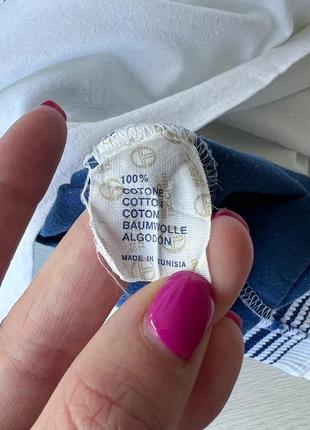 100%
COTONE
COTTON
COTON
BAUMWOLLE
ALGODON
MADE IN TUNISIA